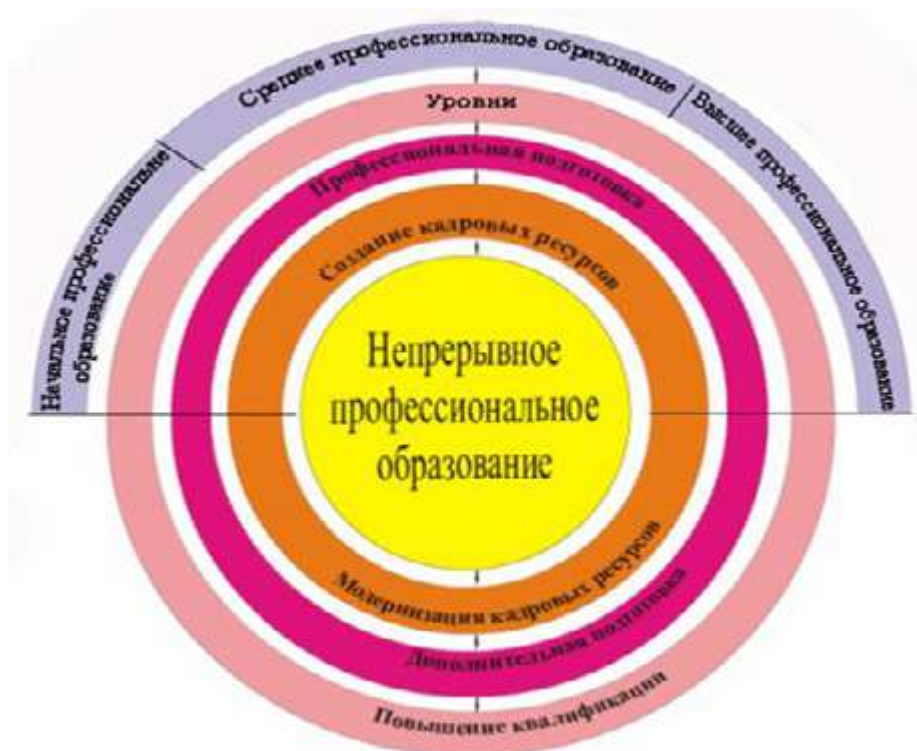 Среднее профессиональное образование
Высшее профессиональное образование
Начальное профессиональне
образование
Уровни
Профессиональная подготовка
Создание кадровых ресурсов
Непрерывное
профессиональное
образование
Модернизация кадровых ресурсов
Дополнительная подготовка
Повышение квалификации